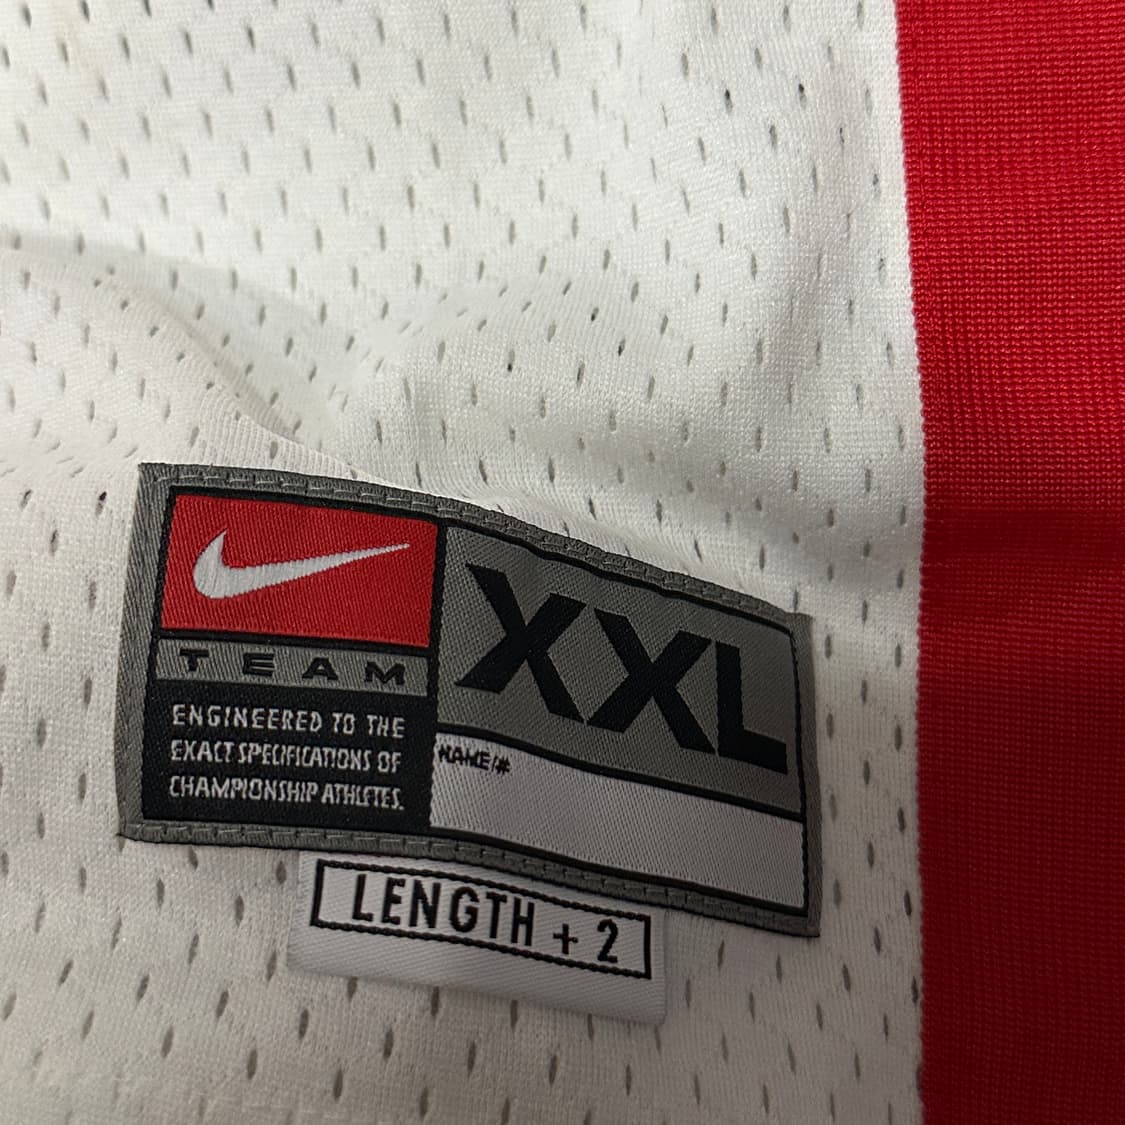 TEAM
ENGINEERED TO THE
EXACT SPECIFICATIONS OF
CHAMPIONSHIP ATHLETES.
XXL
NAME/#
LENGTH + 2